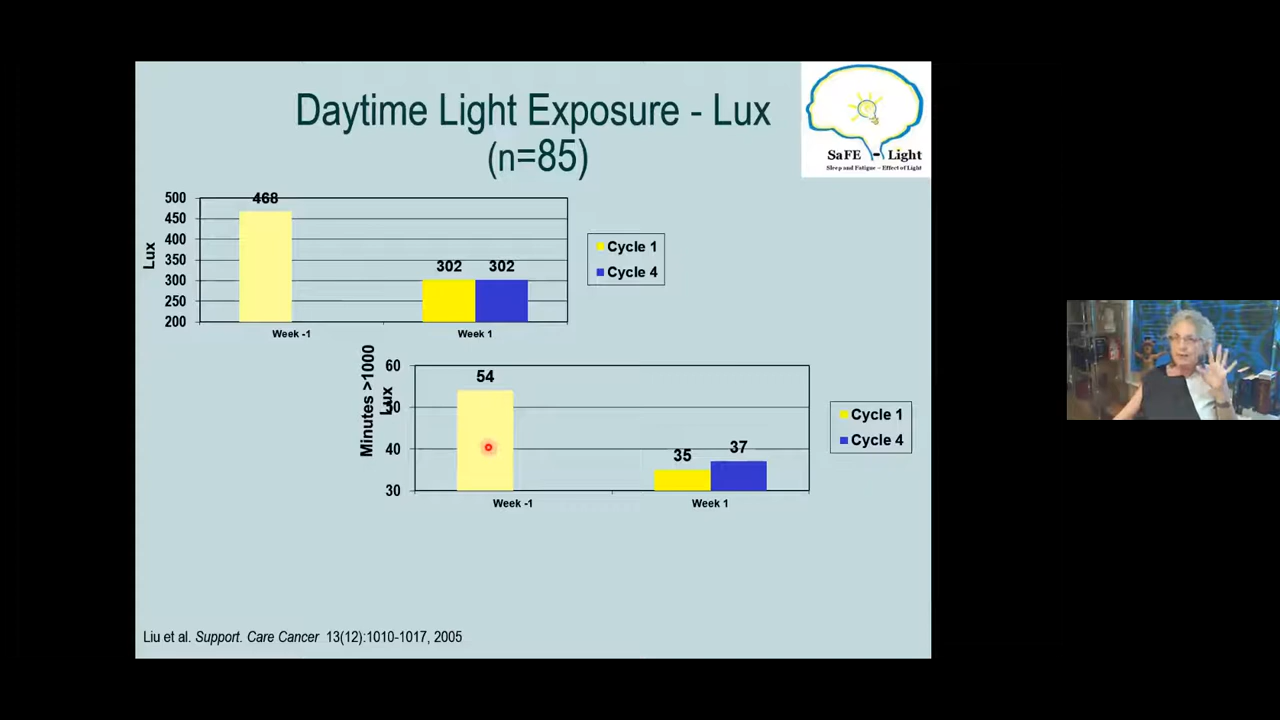 Daytime Light Exposure - Lux
(n=85)
SaFE - Light
Sleep and Fatigue – Effect of Light
500
450
400
350
300
250
200
Lux
468
302 302
Week -1 Week 1
Cycle 1
Cycle 4
60
50
40
30
Minutes >1000
Lux
54
35 37
Week -1 Week 1
Cycle 1
Cycle 4
Liu et al. Support. Care Cancer 13(12):1010-1017, 2005